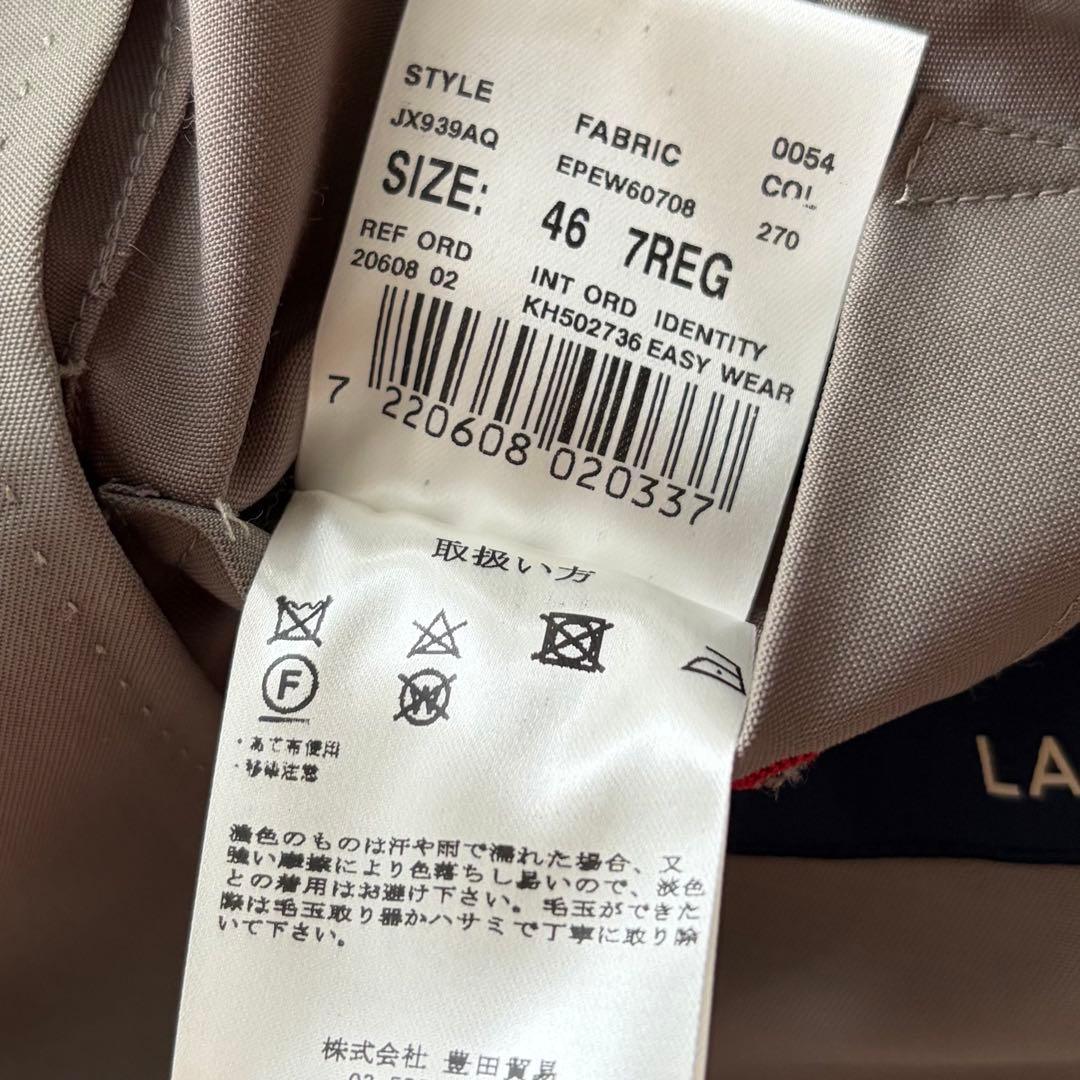 STYLE FABRIC 0054
JX939AQ EPEW60708 COL
SIZE: 46 7REG 270
REF ORD INT ORD IDENTITY
20608 02 KH502736 EASY WEAR
7 220608 020337
取扱い方
F W
・あて布使用
・移染注意
濃色のものは汗や雨で濡れた場合、又
強い摩擦により色落ちし易いので、淡色
との着用はお避け下さい。毛玉ができた
際は毛玉取り器かハサミで丁寧に取り除
いて下さい。
株式会社 豊田貿易
LA